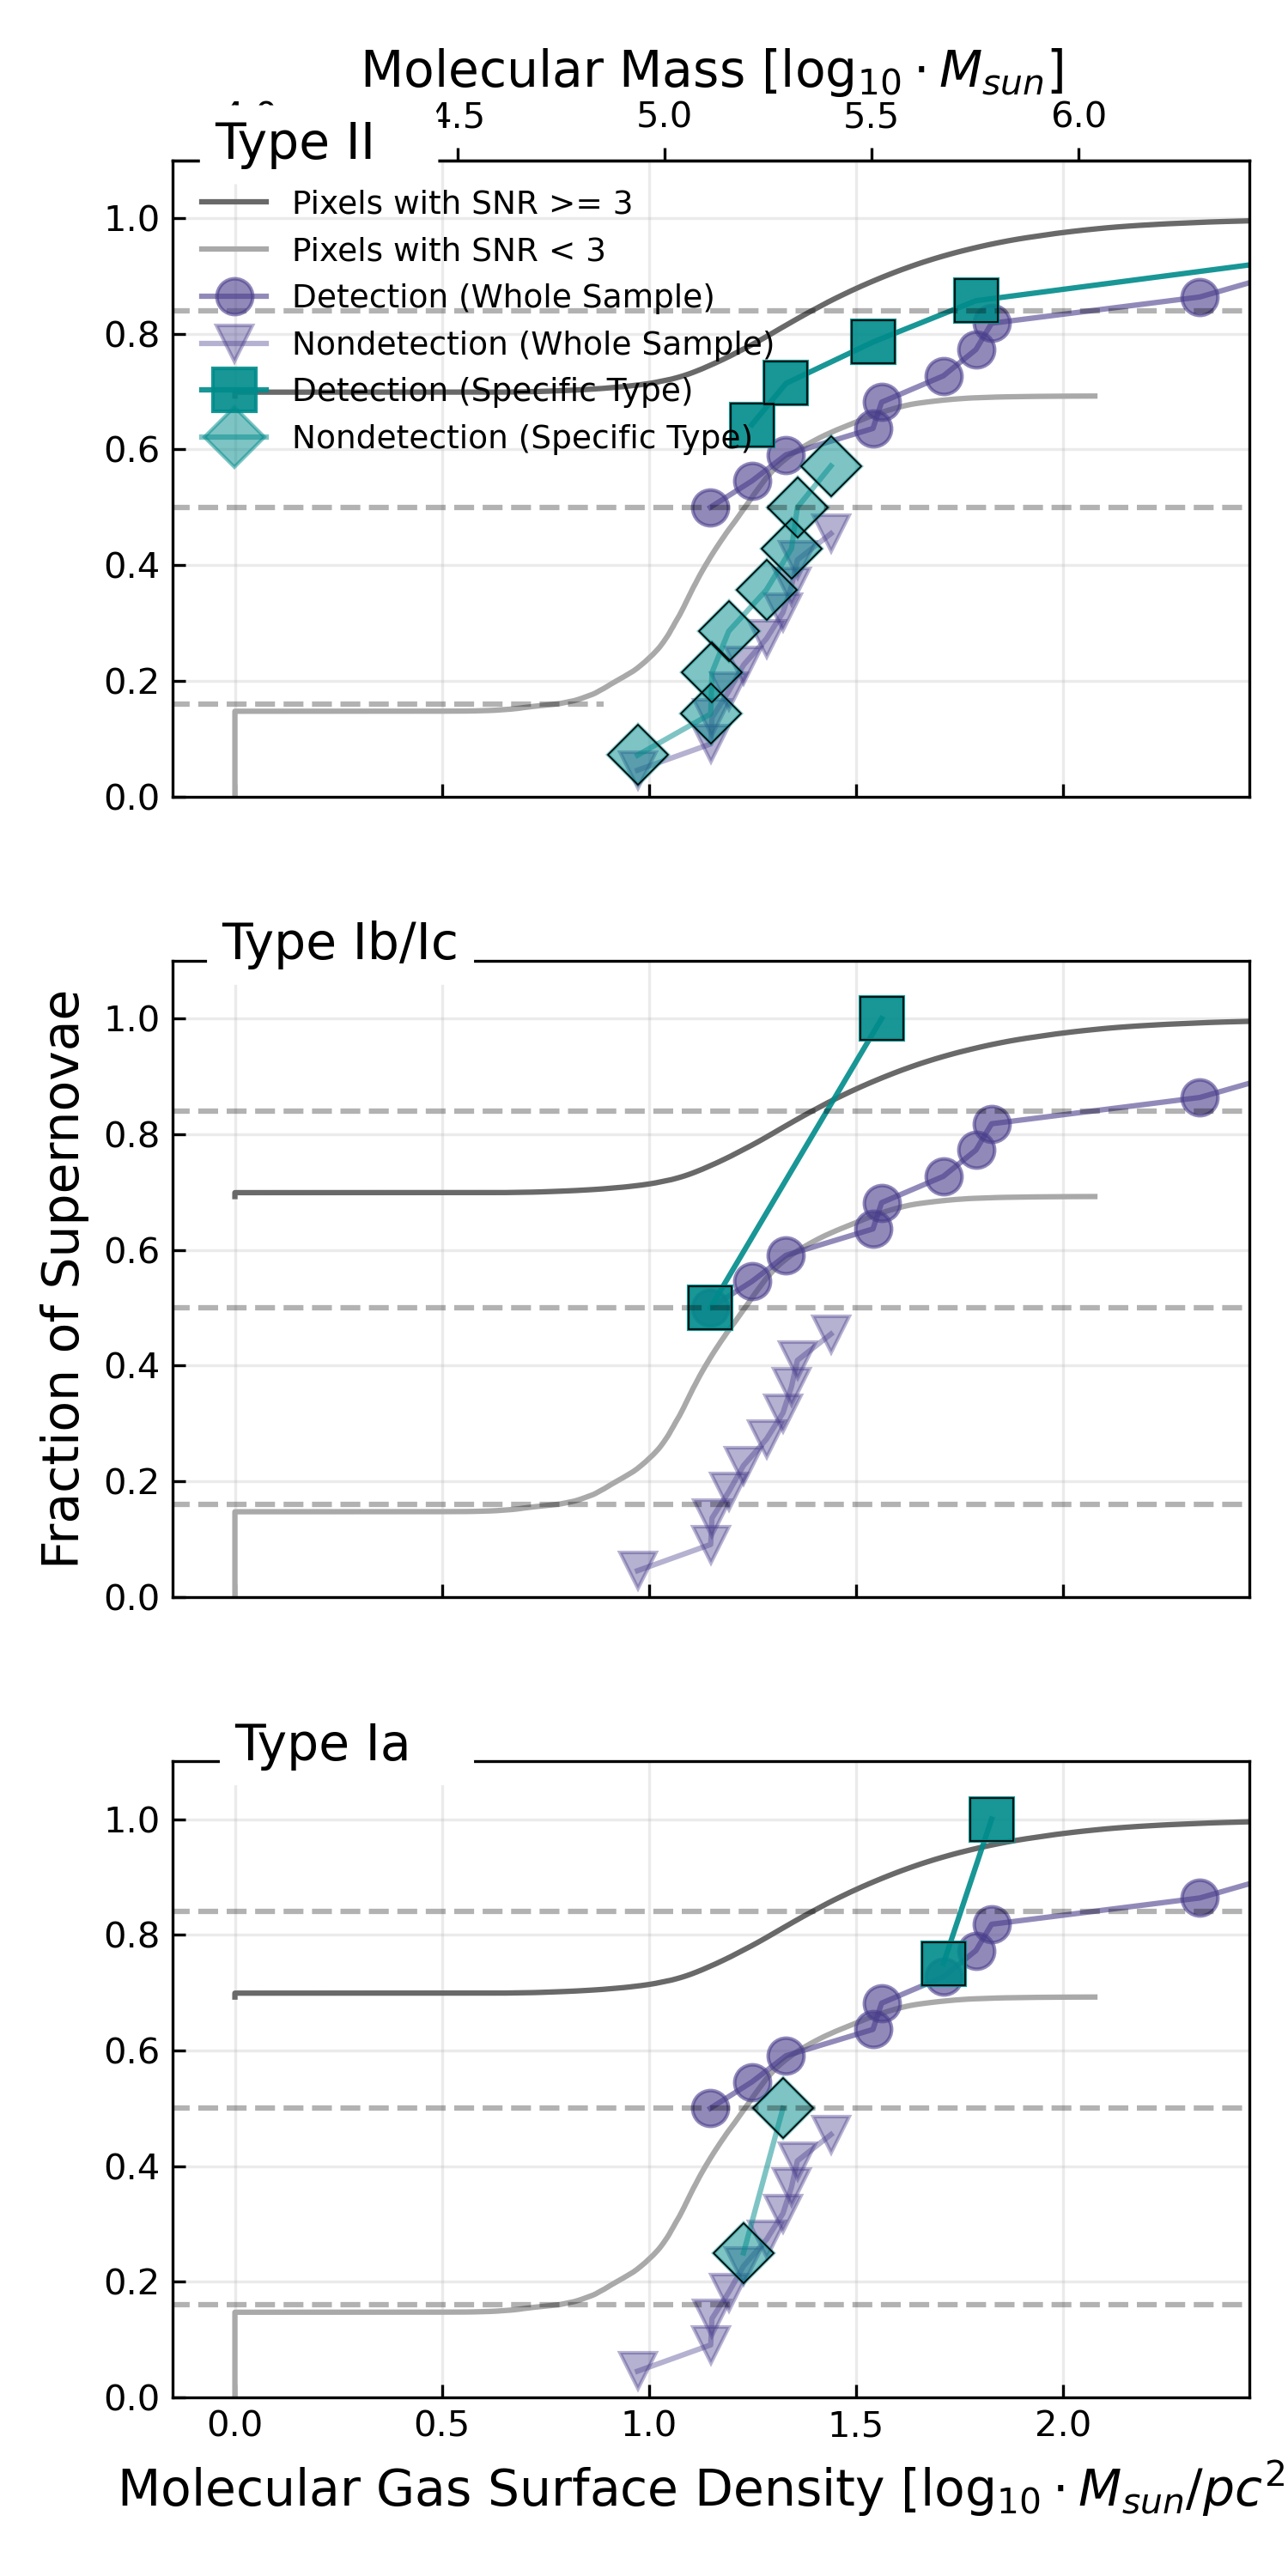 Molecular Mass [log₁₀ · M_sun]
4.5 5.0 5.5 6.0
Type II
Pixels with SNR >= 3
Pixels with SNR < 3
Detection (Whole Sample)
Nondetection (Whole Sample)
Detection (Specific Type)
Nondetection (Specific Type)
1.0
0.8
0.6
0.4
0.2
0.0
Type Ib/Ic
Fraction of Supernovae
1.0
0.8
0.6
0.4
0.2
0.0
Type Ia
1.0
0.8
0.6
0.4
0.2
0.0
0.0 0.5 1.0 1.5 2.0
Molecular Gas Surface Density [log₁₀ · M_sun/pc²